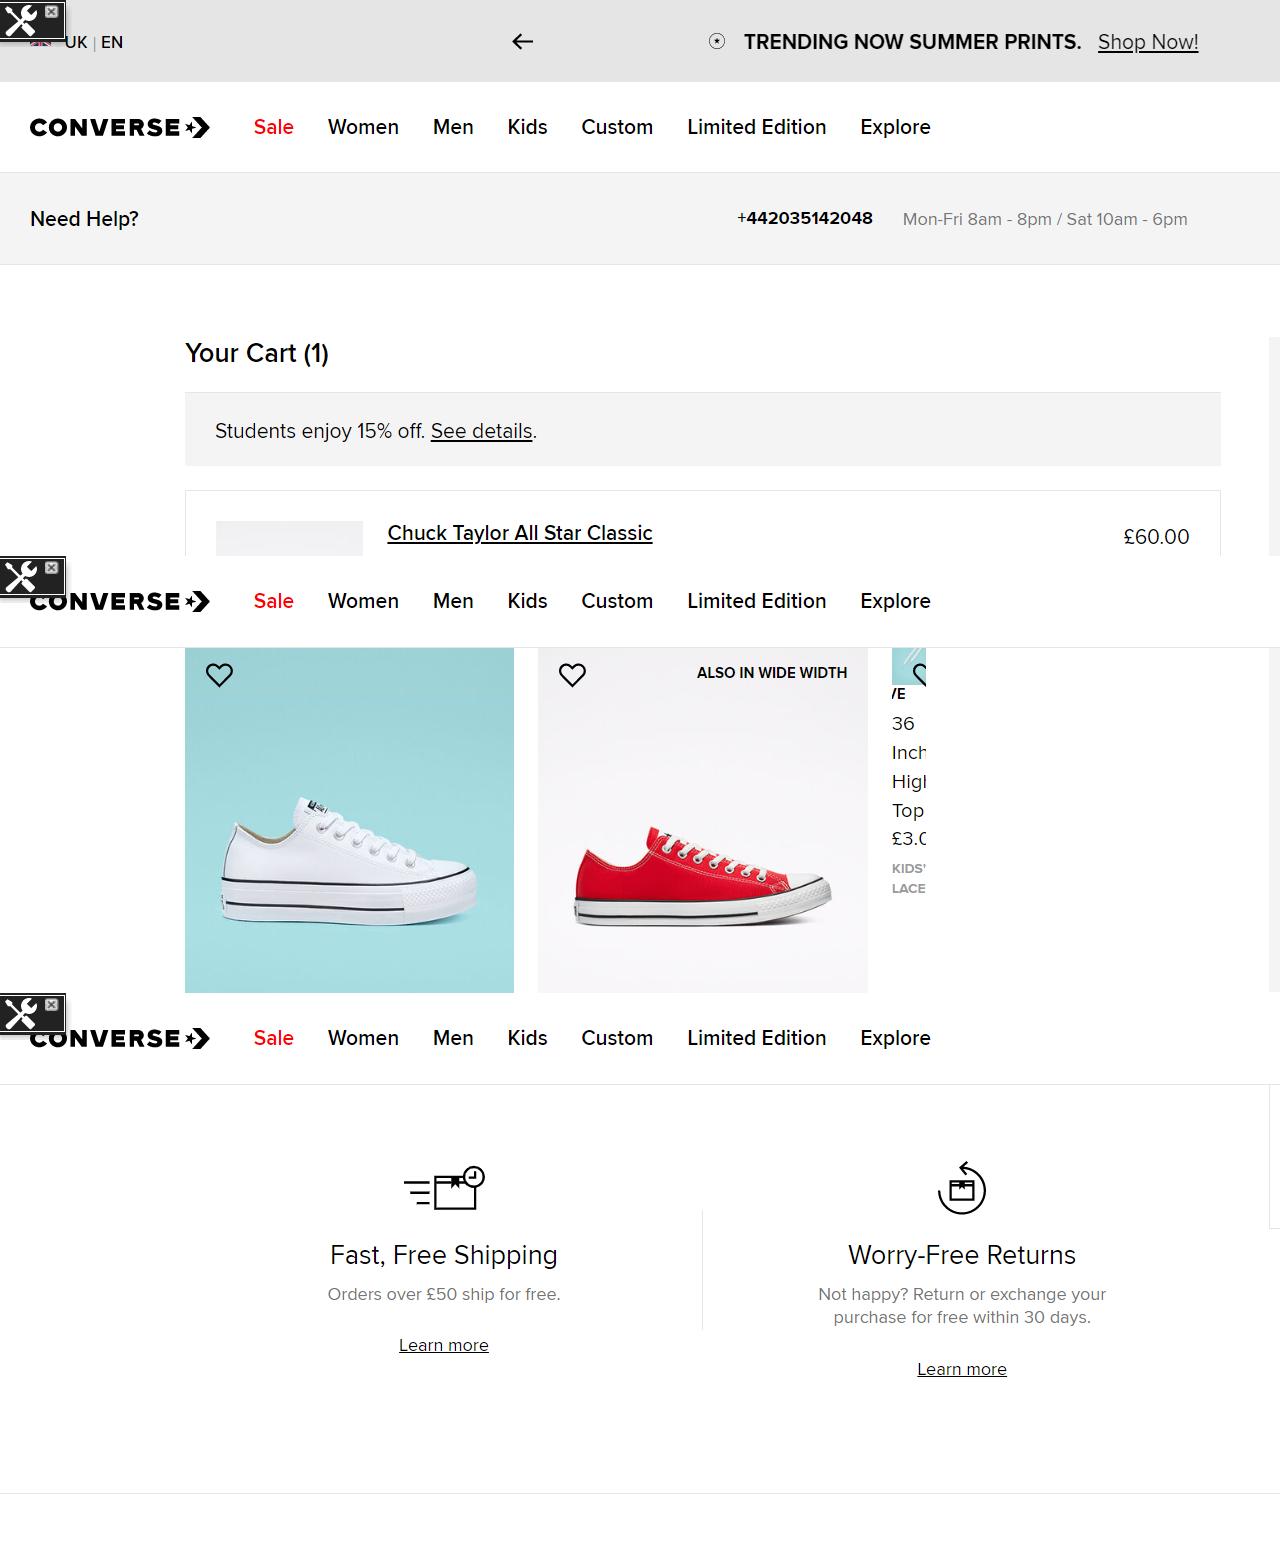 UK | EN
TRENDING NOW SUMMER PRINTS. Shop Now!
CONVERSE Sale Women Men Kids Custom Limited Edition Explore
Need Help? +442035142048 Mon-Fri 8am - 8pm / Sat 10am - 6pm
Your Cart (1)
Students enjoy 15% off. See details.
Chuck Taylor All Star Classic £60.00
CONVERSE Sale Women Men Kids Custom Limited Edition Explore
ALSO IN WIDE WIDTH
36
Inch
High
Top
£3.0
KIDS'
LACE
CONVERSE Sale Women Men Kids Custom Limited Edition Explore
Fast, Free Shipping
Orders over £50 ship for free.
Learn more
Worry-Free Returns
Not happy? Return or exchange your
purchase for free within 30 days.
Learn more